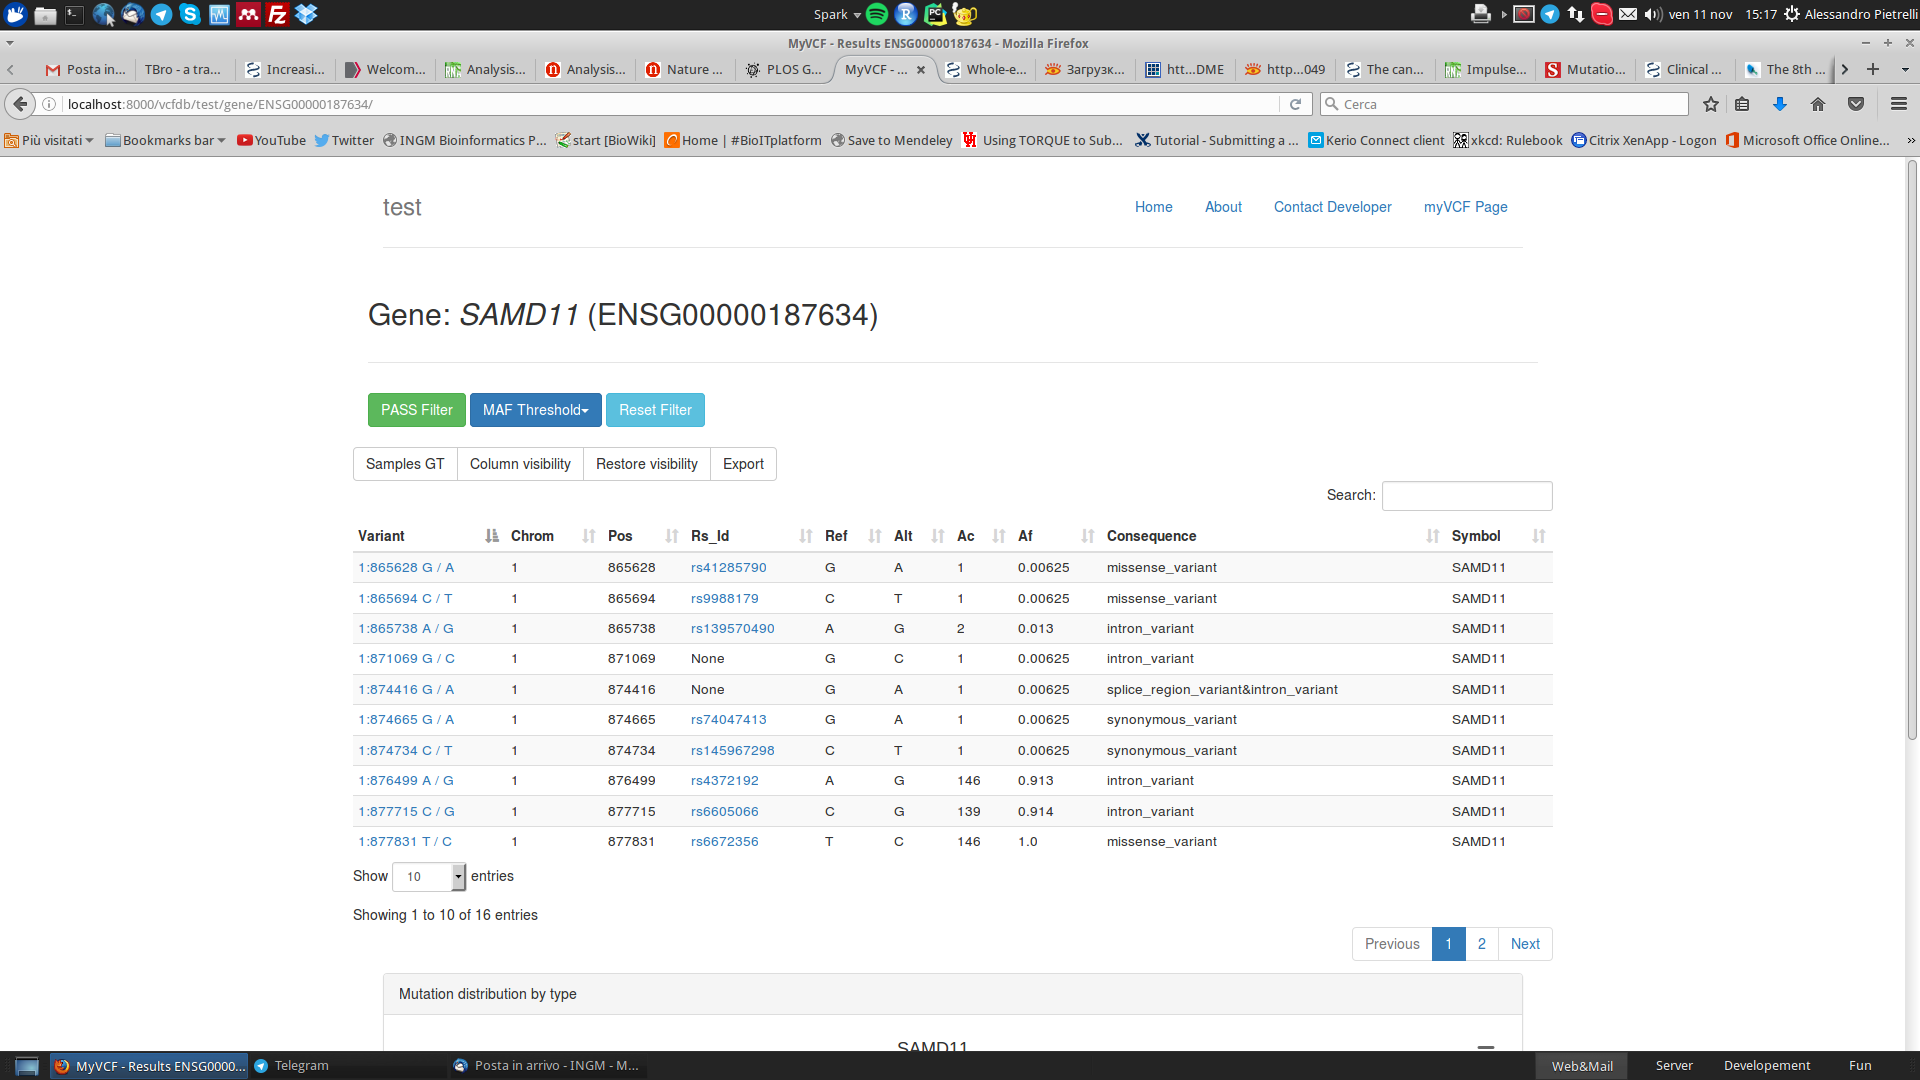 Spark
ven 11 nov 15:17 Alessandro Pietrelli
MyVCF - Results ENSG00000187634 - Mozilla Firefox
Posta in... TBro - a tra... Increasi... Welcom... Analysis... Analysis... Nature ... PLOS G... MyVCF - ... Whole-e... Загрузк... htt...DME http...049 The can... Impulse... Mutatio... Clinical ... The 8th ...
localhost:8000/vcfdb/test/gene/ENSG00000187634/ Cerca
Più visitati Bookmarks bar YouTube Twitter INGM Bioinformatics P... start [BioWiki] Home | #BioITplatform Save to Mendeley Using TORQUE to Sub... Tutorial - Submitting a ... Kerio Connect client xkcd: Rulebook Citrix XenApp - Logon Microsoft Office Online... »
test Home About Contact Developer myVCF Page
Gene: SAMD11 (ENSG00000187634)
PASS Filter MAF Threshold Reset Filter
Samples GT Column visibility Restore visibility Export
Search:
Variant Chrom Pos Rs_Id Ref Alt Ac Af Consequence Symbol
1:865628 G / A 1 865628 rs41285790 G A 1 0.00625 missense_variant SAMD11
1:865694 C / T 1 865694 rs9988179 C T 1 0.00625 missense_variant SAMD11
1:865738 A / G 1 865738 rs139570490 A G 2 0.013 intron_variant SAMD11
1:871069 G / C 1 871069 None G C 1 0.00625 intron_variant SAMD11
1:874416 G / A 1 874416 None G A 1 0.00625 splice_region_variant&intron_variant SAMD11
1:874665 G / A 1 874665 rs74047413 G A 1 0.00625 synonymous_variant SAMD11
1:874734 C / T 1 874734 rs145967298 C T 1 0.00625 synonymous_variant SAMD11
1:876499 A / G 1 876499 rs4372192 A G 146 0.913 intron_variant SAMD11
1:877715 C / G 1 877715 rs6605066 C G 139 0.914 intron_variant SAMD11
1:877831 T / C 1 877831 rs6672356 T C 146 1.0 missense_variant SAMD11
Show 10 entries
Showing 1 to 10 of 16 entries
Previous 1 2 Next
Mutation distribution by type
SAMD11
MyVCF - Results ENSG0000... Telegram Posta in arrivo - INGM - M... Web&Mail Server Developement Fun